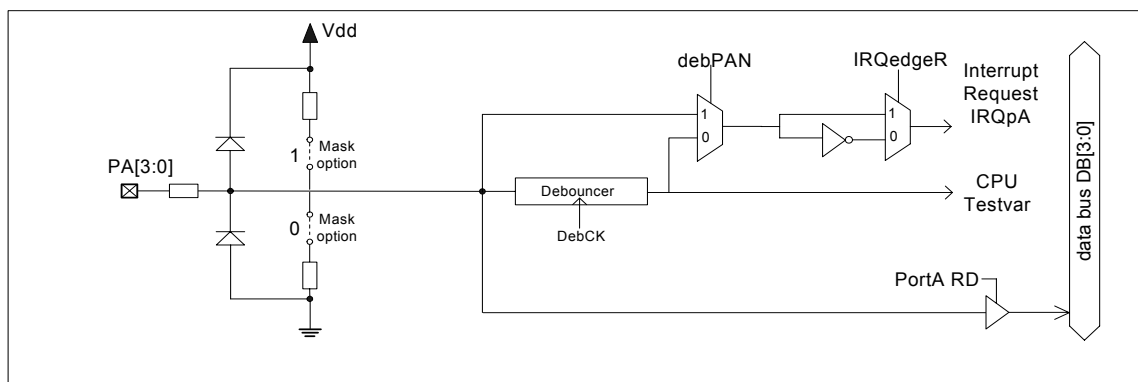 Vdd
debPAN
IRQedgeR
Interrupt
Request
IRQpA
1
0
1
0
PA[3:0]
1
Mask
option
0
Mask
option
Debouncer
DebCK
CPU
Testvar
PortA RD
data bus DB[3:0]